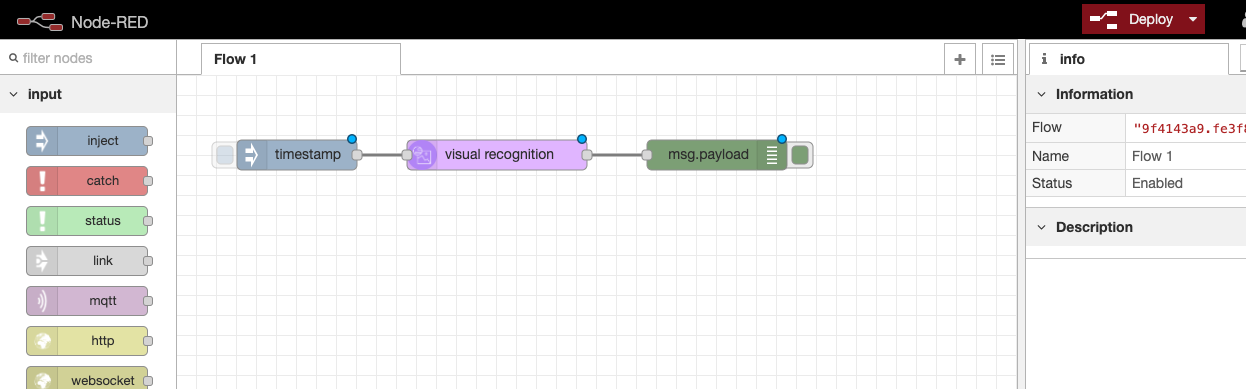 Node-RED
Deploy
filter nodes
Flow 1
info
input
Information
inject
catch
status
link
mqtt
http
websocket
timestamp
visual recognition
msg.payload
Flow "9f4143a9.fe3f
Name Flow 1
Status Enabled
Description